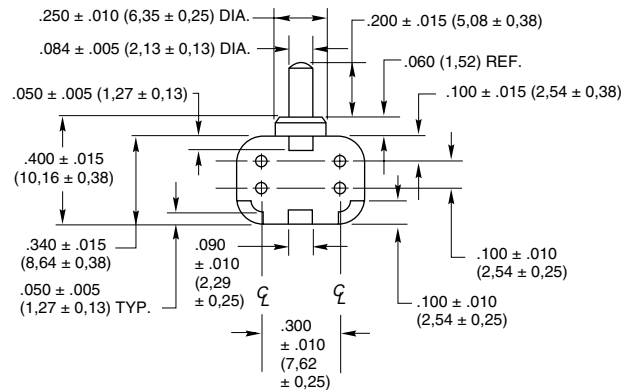 .250 ± .010 (6,35 ± 0,25) DIA.
.200 ± .015 (5,08 ± 0,38)
.084 ± .005 (2,13 ± 0,13) DIA.
.060 (1,52) REF.
.050 ± .005 (1,27 ± 0,13)
.100 ± .015 (2,54 ± 0,38)
.400 ± .015
(10,16 ± 0,38)
.340 ± .015
(8,64 ± 0,38)
.050 ± .005
(1,27 ± 0,13) TYP.
.090
± .010
(2,29
± 0,25)
℄
℄
.300
± .010
(7,62
± 0,25)
.100 ± .010
(2,54 ± 0,25)
.100 ± .010
(2,54 ± 0,25)